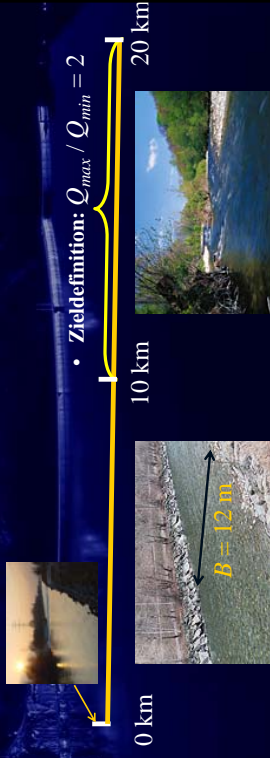 • Zieldefinition: Q_max / Q_min = 2
0 km
10 km
20 km
B = 12 m